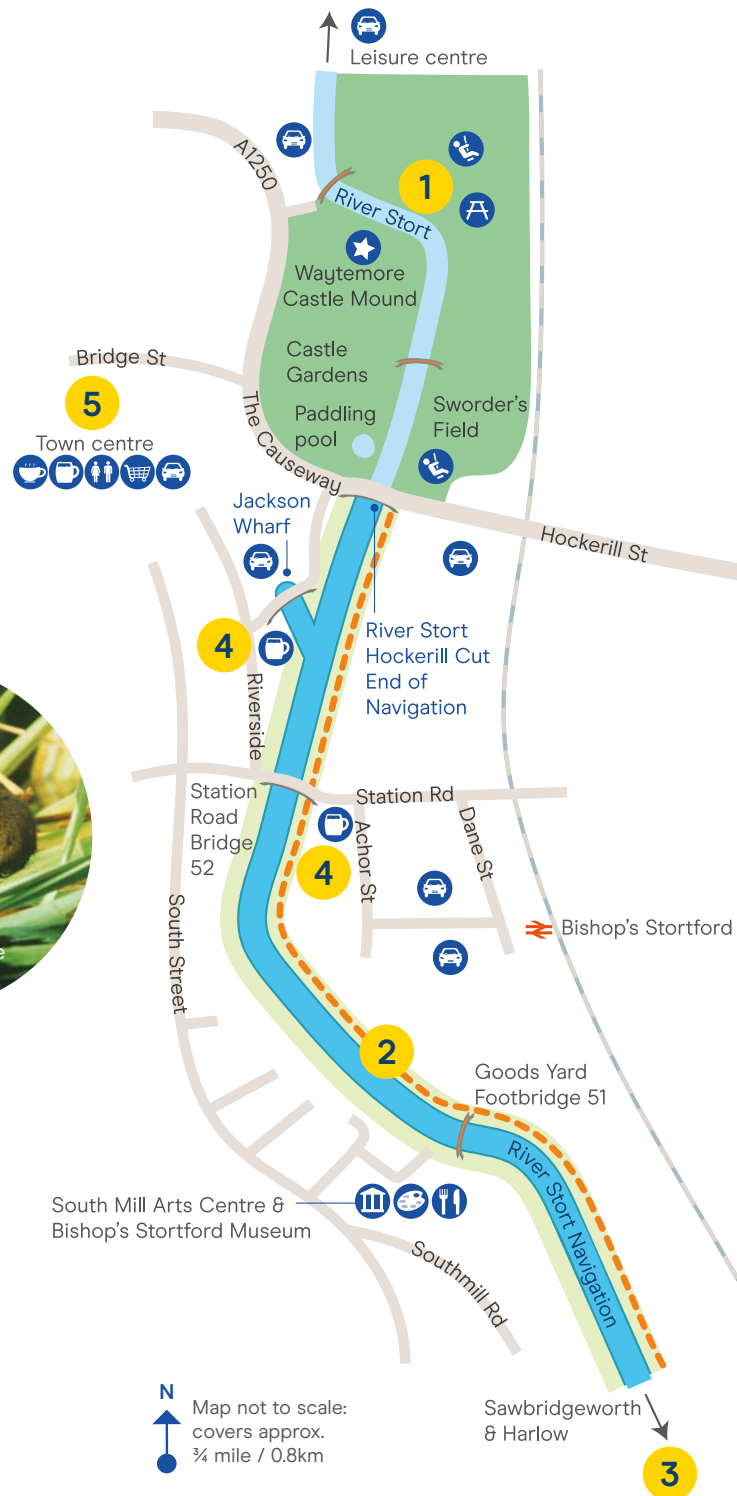 Leisure centre
A1250
1
River Stort
Waytemore
Castle Mound
Bridge St
5
Town centre
Castle
Gardens
The Causeway
Paddling
pool
Sworder's
Field
Jackson
Wharf
Hockerill St
4
River Stort
Hockerill Cut
End of
Navigation
Riverside
Station
Road
Bridge
52
Station Rd
Achor St
Dane St
4
South Street
Bishop's Stortford
e
2
Goods Yard
Footbridge 51
River Stort Navigation
South Mill Arts Centre &
Bishop's Stortford Museum
Southmill Rd
N
Map not to scale:
covers approx.
¾ mile / 0.8km
Sawbridgeworth
& Harlow
3